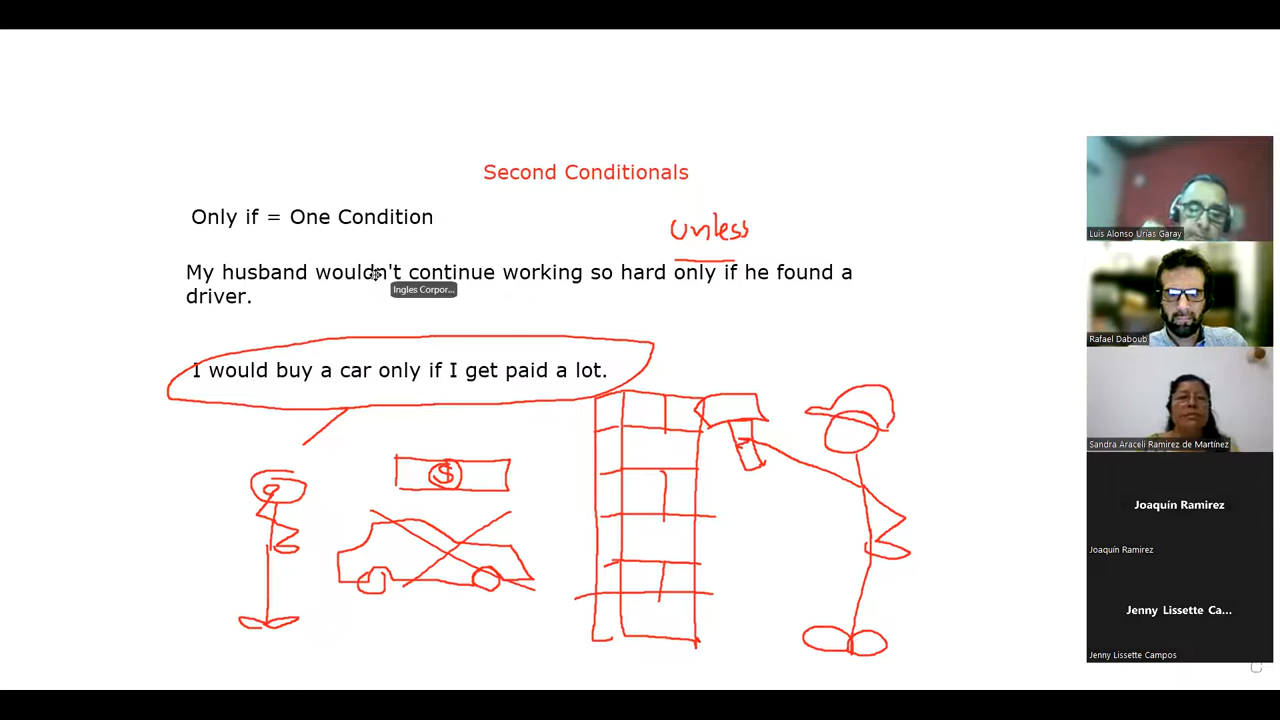 Second Conditionals
Only if = One Condition
unless
My husband wouldn't continue working so hard only if he found a
driver.
Ingles Corpor...
I would buy a car only if I get paid a lot.
$
Luis Alonso Urias Garay
Rafael Daboub
Sandra Araceli Ramirez de Martínez
Joaquín Ramirez
Joaquín Ramirez
Jenny Lissette Ca...
Jenny Lissette Campos